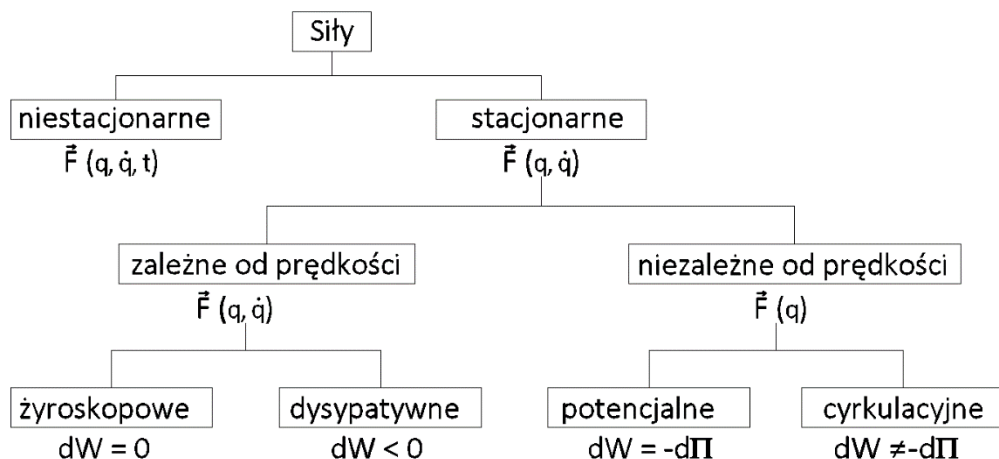 Siły
niestacjonarne stacjonarne
F⃗ (q, q̇, t) F⃗ (q, q̇)
zależne od prędkości niezależne od prędkości
F⃗ (q, q̇) F⃗ (q)
żyroskopowe dysypatywne potencjalne cyrkulacyjne
dW = 0 dW < 0 dW = -dΠ dW ≠-dΠ